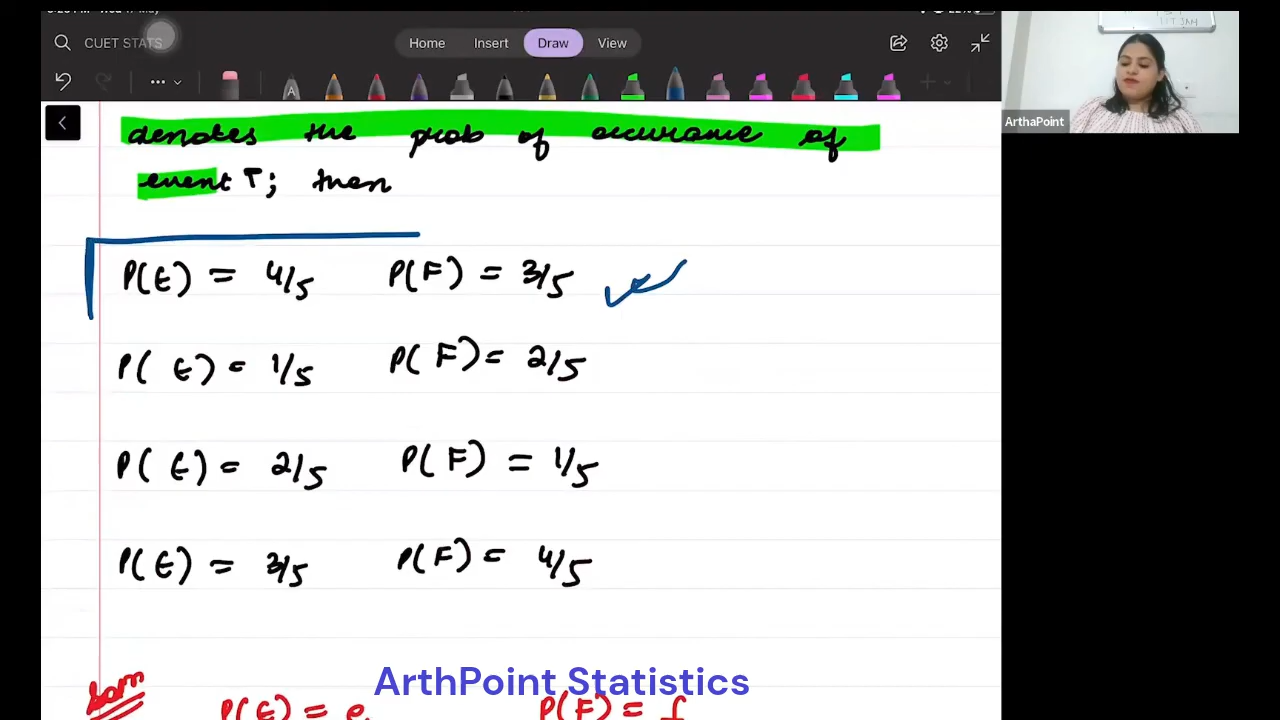 CUET STATS
Home Insert Draw View
denotes the prob of occurance of
event T; then
ArthaPoint
P(E) = 4/5 P(F) = 3/5
P( E) = 1/5 P( F) = 2/5
P( E) = 2/5 P( F) = 1/5
P(E) = 3/5 P(F) = 4/5
ArthPoint Statistics
P(E) = e, P(F) = f